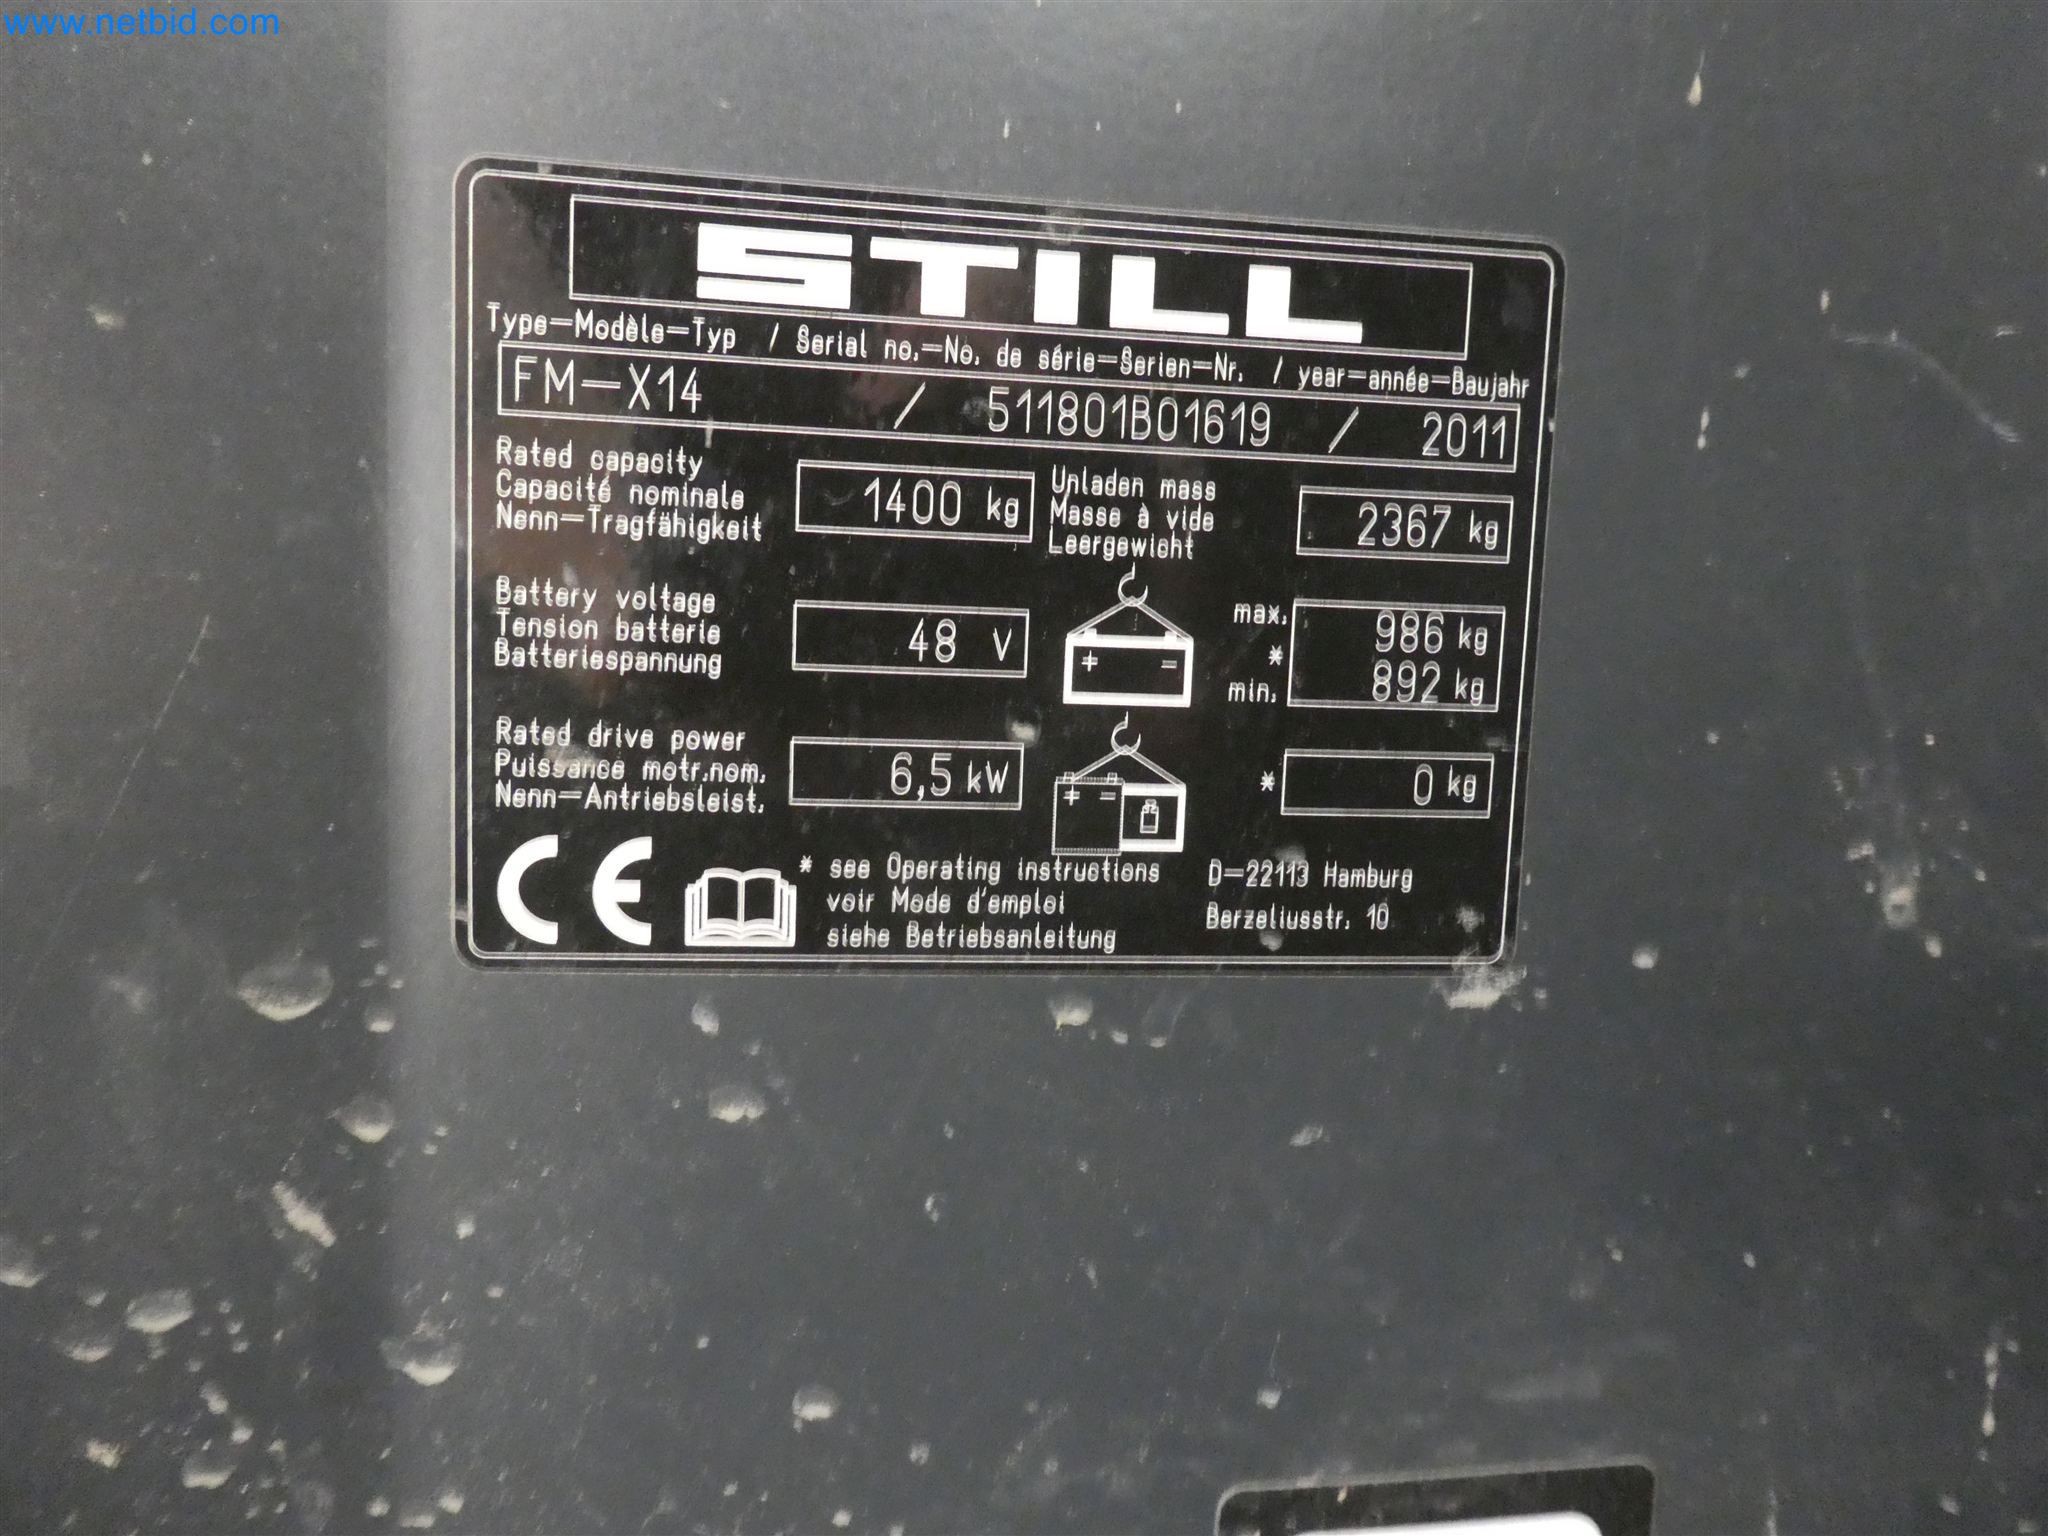 www.netbid.com
STILL
Type-Modèle-Typ / Serial no.-No. de série-Serien-Nr. / year-année-Baujahr
FM-X14 / 511801B01619 / 2011
Rated capacity
Capacité nominale
Nenn-Tragfähigkeit
1400 kg
Unladen mass
Masse à vide
Leergewicht
2367 kg
Battery voltage
Tension batterie
Batteriespannung
48 V
+ -
max.
*
min.
986 kg
892 kg
Rated drive power
Puissance motr.nom.
Nenn-Antriebsleist.
6,5 kW
+ -
*
0 kg
CE
* see Operating instructions
voir Mode d'emploi
siehe Betriebsanleitung
D-22113 Hamburg
Berzeliusstr. 10